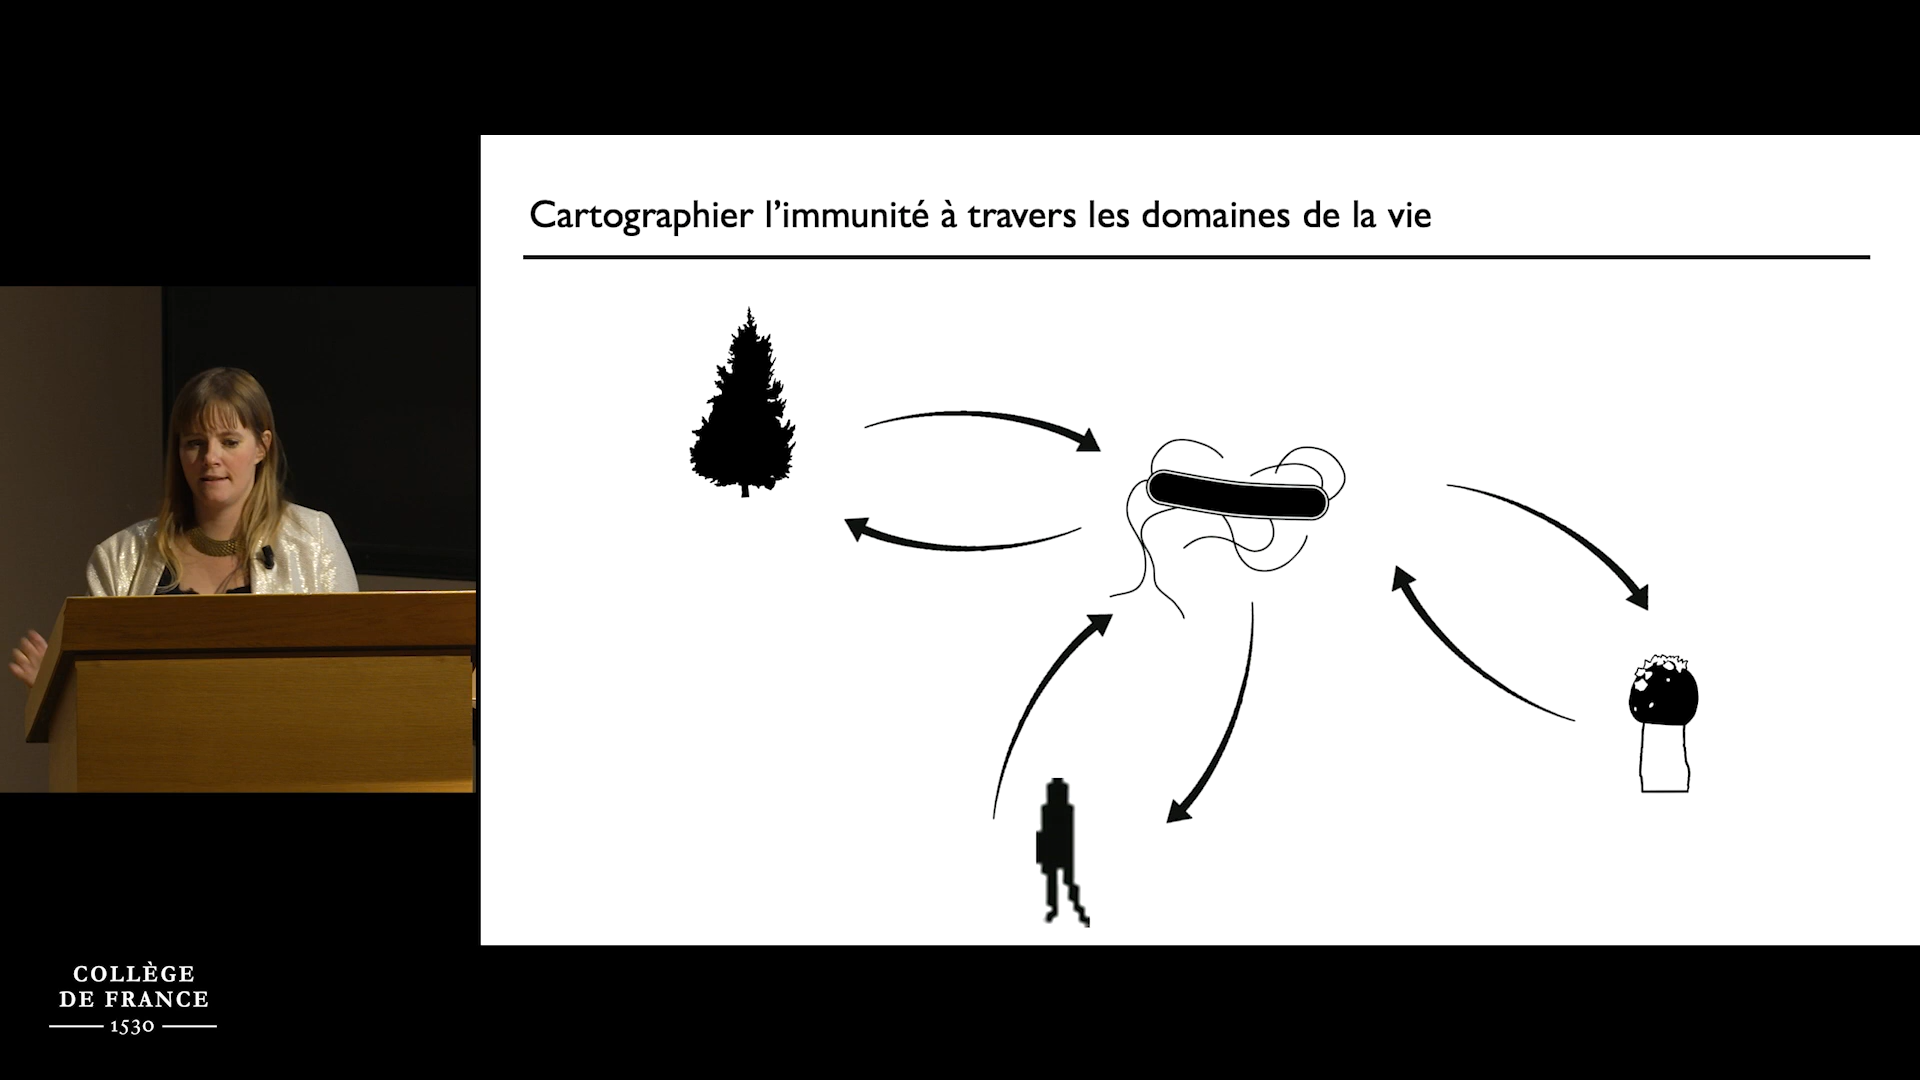 Cartographier l’immunité à travers les domaines de la vie
COLLÈGE
DE FRANCE
1530